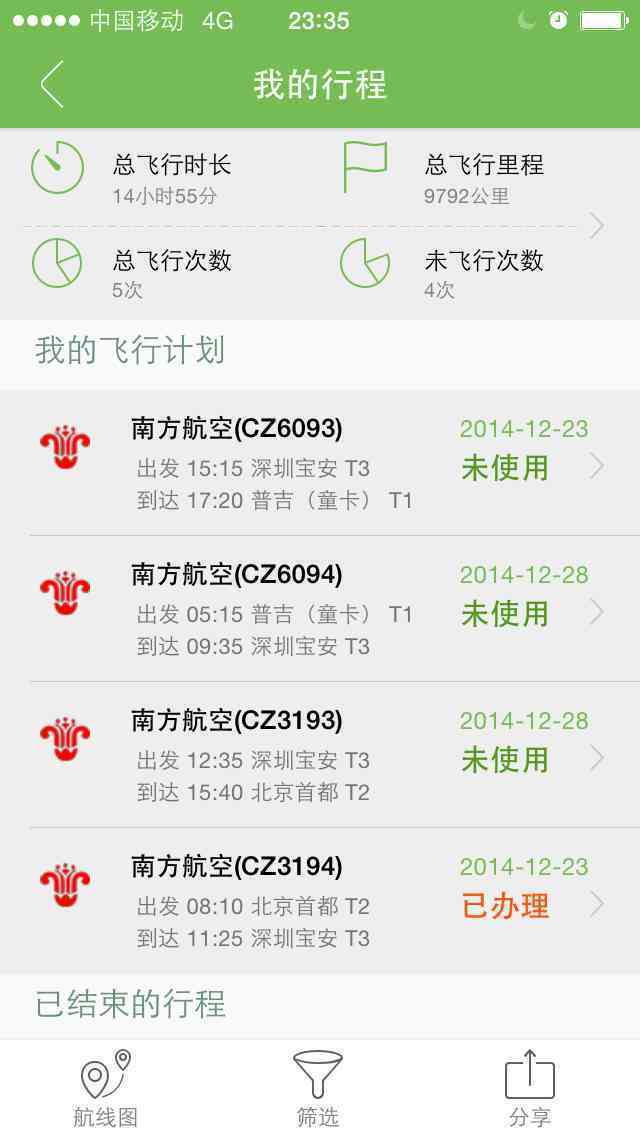 中国移动 4G 23:35
我的行程
总飞行时长 总飞行里程
14小时55分 9792公里
总飞行次数 未飞行次数
5次 4次
我的飞行计划
南方航空(CZ6093) 2014-12-23
出发 15:15 深圳宝安 T3 未使用
到达 17:20 普吉（童卡） T1
南方航空(CZ6094) 2014-12-28
出发 05:15 普吉（童卡） T1 未使用
到达 09:35 深圳宝安 T3
南方航空(CZ3193) 2014-12-28
出发 12:35 深圳宝安 T3 未使用
到达 15:40 北京首都 T2
南方航空(CZ3194) 2014-12-23
出发 08:10 北京首都 T2 已办理
到达 11:25 深圳宝安 T3
已结束的行程
航线图 筛选 分享